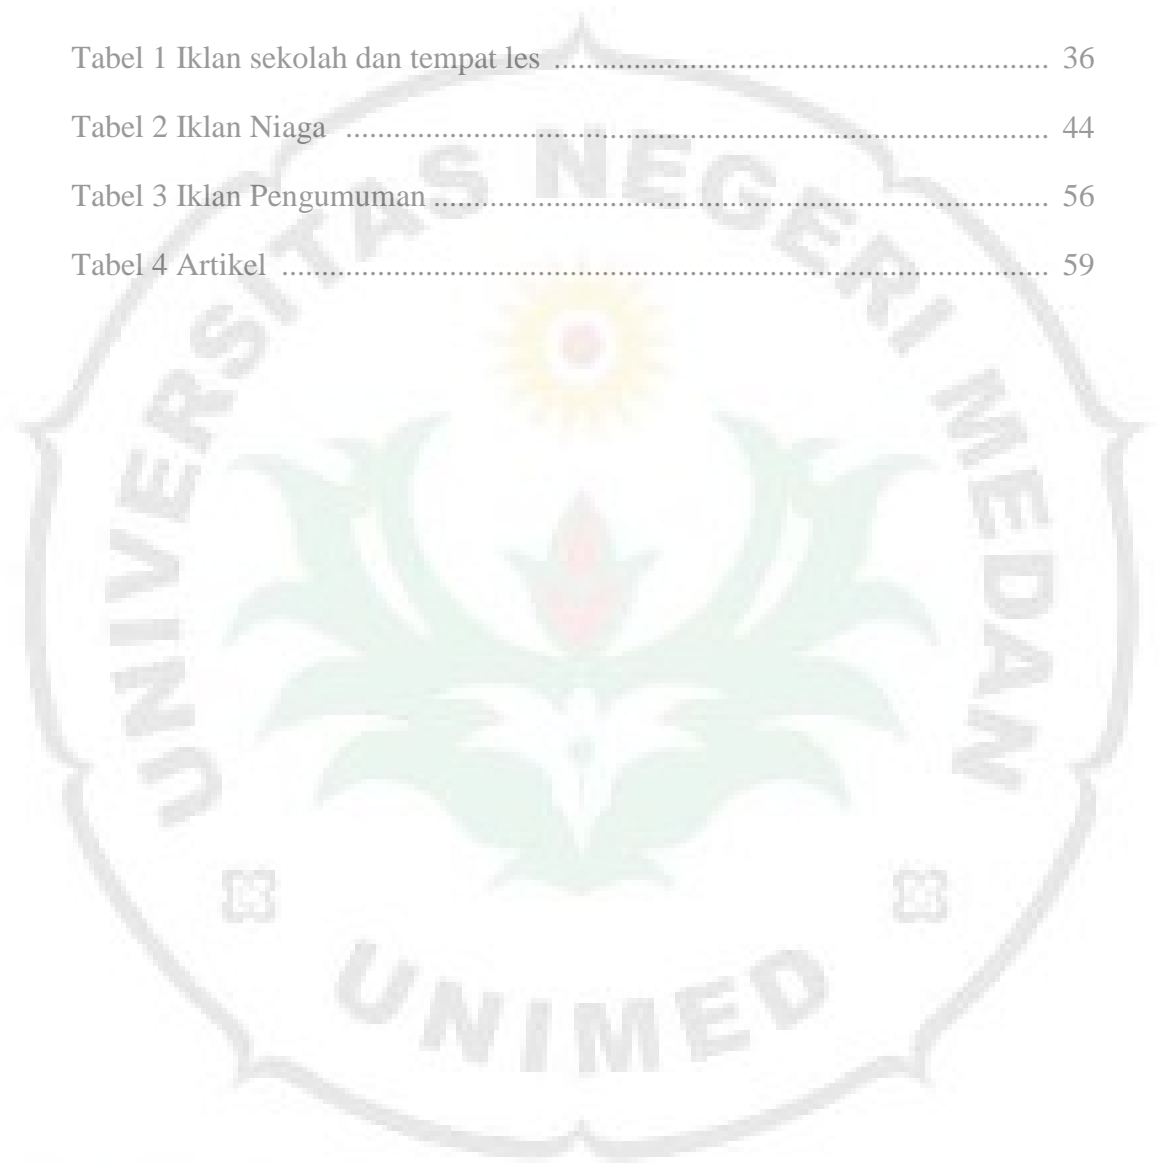 Tabel 1 Iklan sekolah dan tempat les ................................................................ 36
Tabel 2 Iklan Niaga ........................................................................................... 44
Tabel 3 Iklan Pengumuman ............................................................................... 56
Tabel 4 Artikel ................................................................................................... 59
UNIVERSITAS NEGERI MEDAN
UNIMED